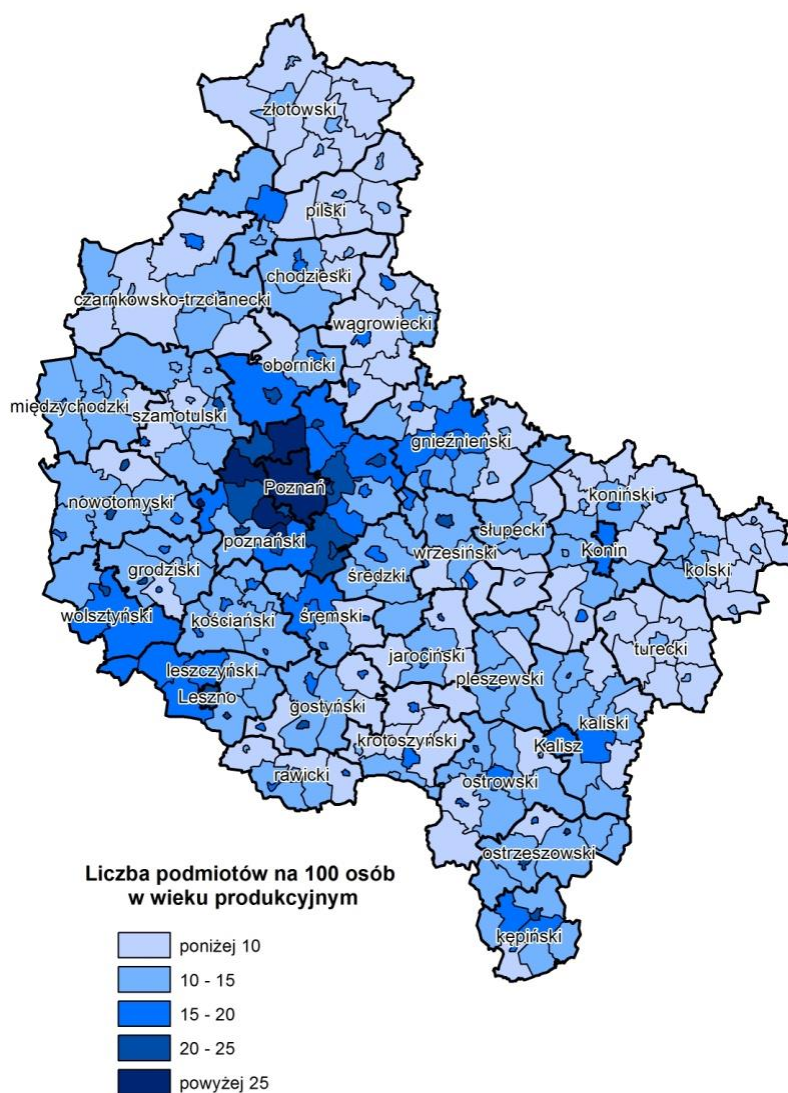 złotowski
pilski
chodzieski
czarnkowsko-trzcianecki
wągrowiecki
obornicki
międzychodzki
szamotulski
gnieźnieński
Poznań
koniński
nowotomyski
słupecki
Konin
poznański
wrzesiński
kolski
grodziski
średzki
wolsztyński
kościański
śremski
turecki
jarociński
leszczyński
pleszewski
Leszno
gostyński
kaliski
krotoszyński
Kalisz
rawicki
ostrowski
ostrzeszowski
kępiński
Liczba podmiotów na 100 osób
w wieku produkcyjnym
poniżej 10
10 - 15
15 - 20
20 - 25
powyżej 25